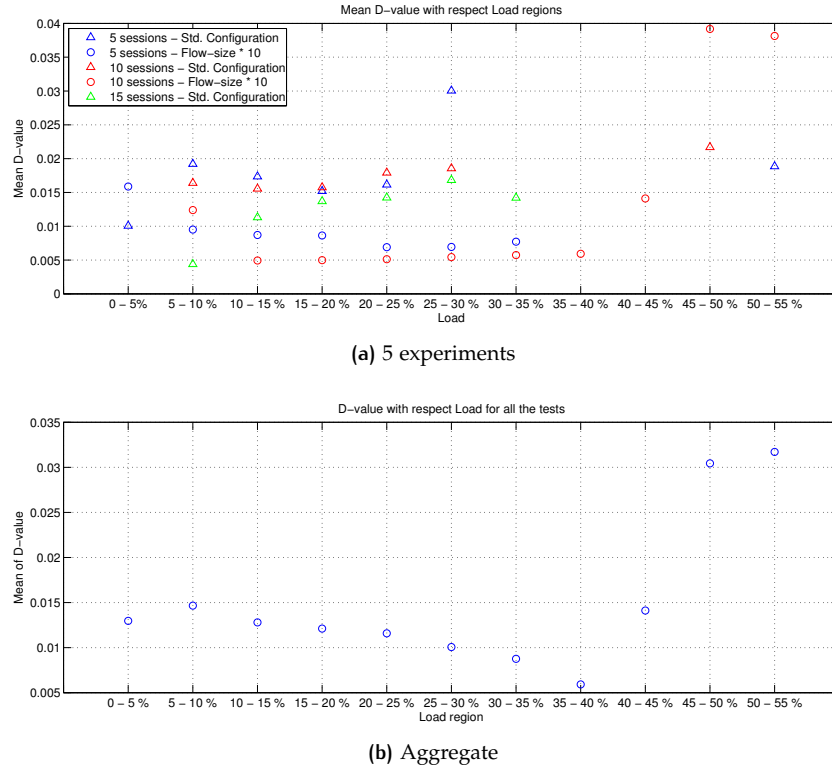 Mean D−value with respect Load regions
5 sessions − Std. Configuration
5 sessions − Flow−size * 10
10 sessions − Std. Configuration
10 sessions − Flow−size * 10
15 sessions − Std. Configuration
0.04
0.035
0.03
0.025
0.02
0.015
0.01
0.005
0
Mean D−value
0 − 5% 5 − 10 % 10 − 15% 15 − 20 % 20 − 25 % 25 − 30 % 30 − 35 % 35 − 40 % 40 − 45 % 45 − 50 % 50 − 55 %
Load
(a) 5 experiments
D−value with respect Load for all the tests
0.035
0.03
0.025
0.02
0.015
0.01
0.005
Mean of D−value
0 − 5 % 5 − 10 % 10 − 15 % 15 − 20 % 20 − 25 % 25 − 30 % 30 − 35 % 35 − 40 % 40 − 45 % 45 − 50 % 50 − 55 %
Load region
(b) Aggregate